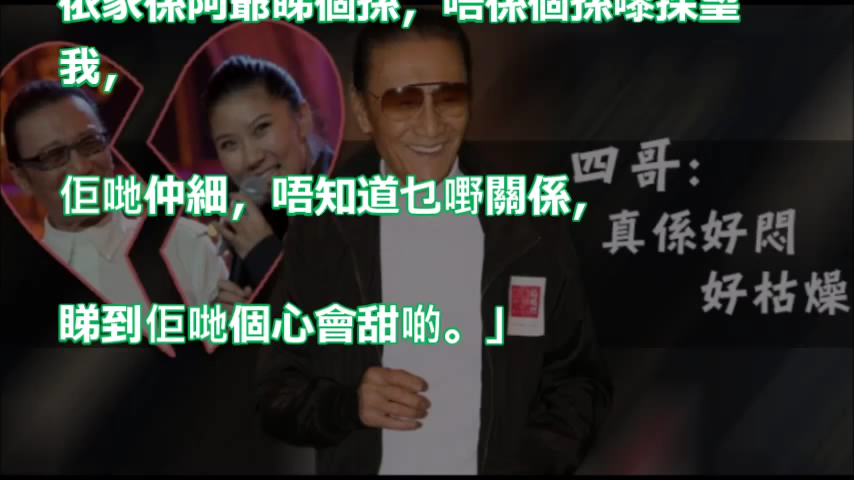 依家係阿爺睇個孫，唔係個孫嚟探望
我，
佢哋仲細，唔知道乜嘢關係，
睇到佢哋個心會甜啲。」
四哥:
真係好悶
好枯燥